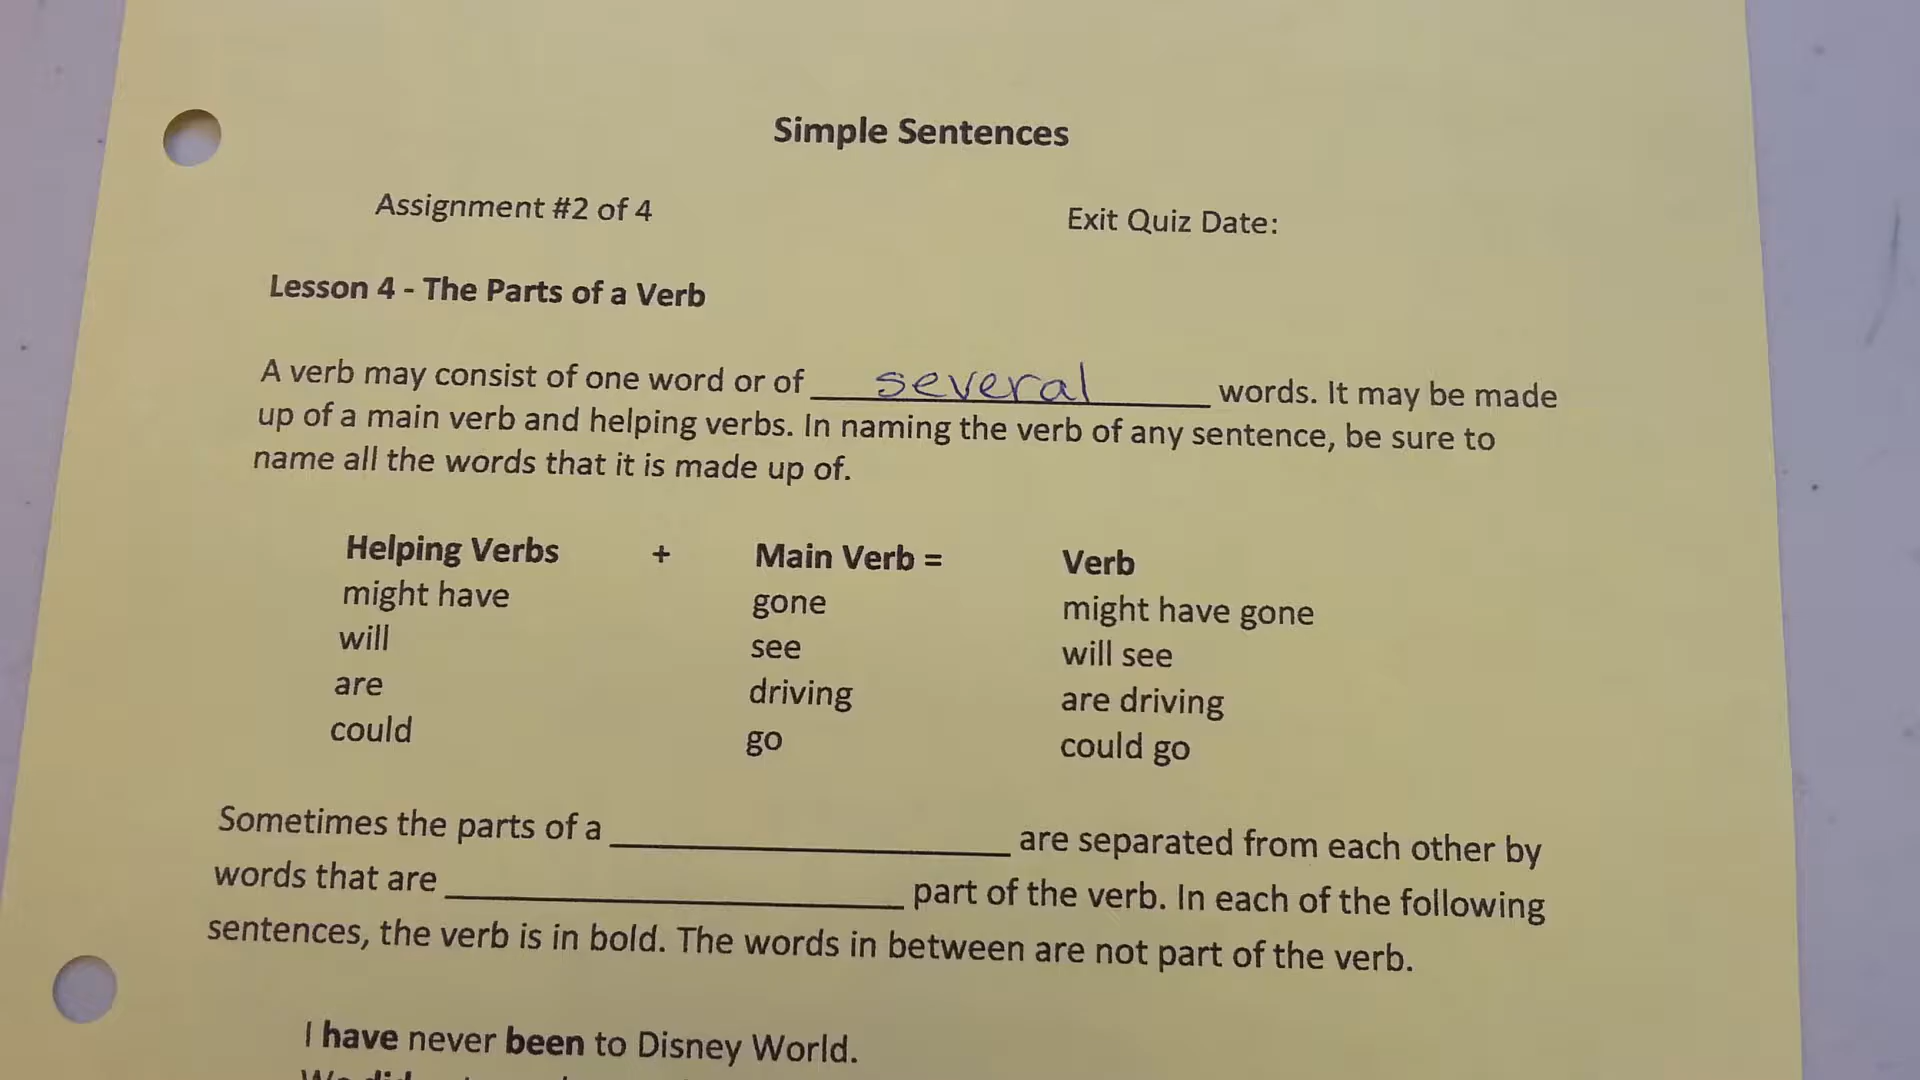 Simple Sentences
Assignment #2 of 4 Exit Quiz Date:
Lesson 4 - The Parts of a Verb
A verb may consist of one word or of several words. It may be made
up of a main verb and helping verbs. In naming the verb of any sentence, be sure to
name all the words that it is made up of.
Helping Verbs + Main Verb = Verb
might have gone might have gone
will see will see
are driving are driving
could go could go
Sometimes the parts of a ____ are separated from each other by
words that are ____ part of the verb. In each of the following
sentences, the verb is in bold. The words in between are not part of the verb.
I have never been to Disney World.
We did